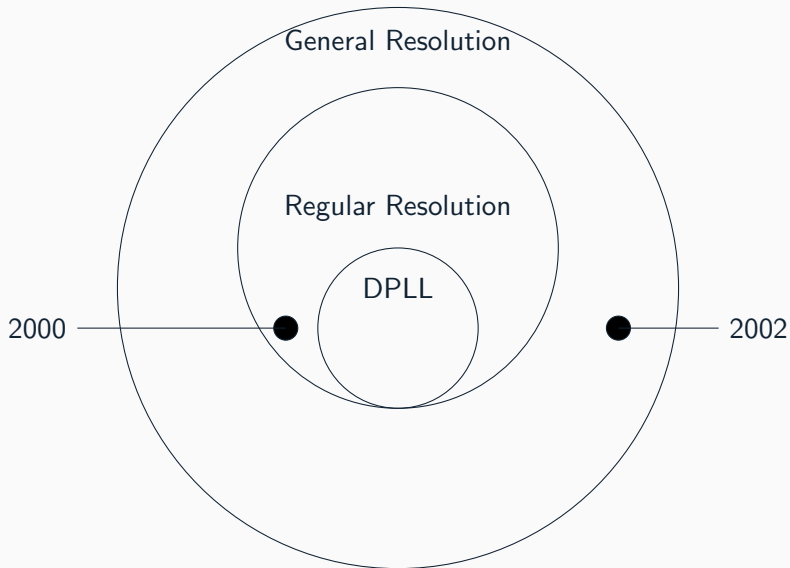 General Resolution
Regular Resolution
DPLL
2000
2002